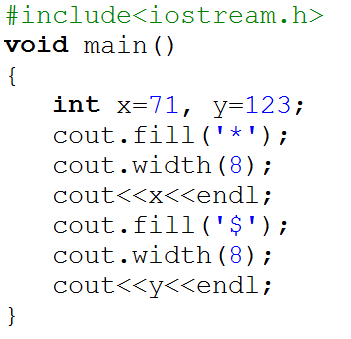 #include<iostream.h>
void main()
{
int x=71, y=123;
cout.fill('*');
cout.width(8);
cout<<x<<endl;
cout.fill('$');
cout.width(8);
cout<<y<<endl;
}